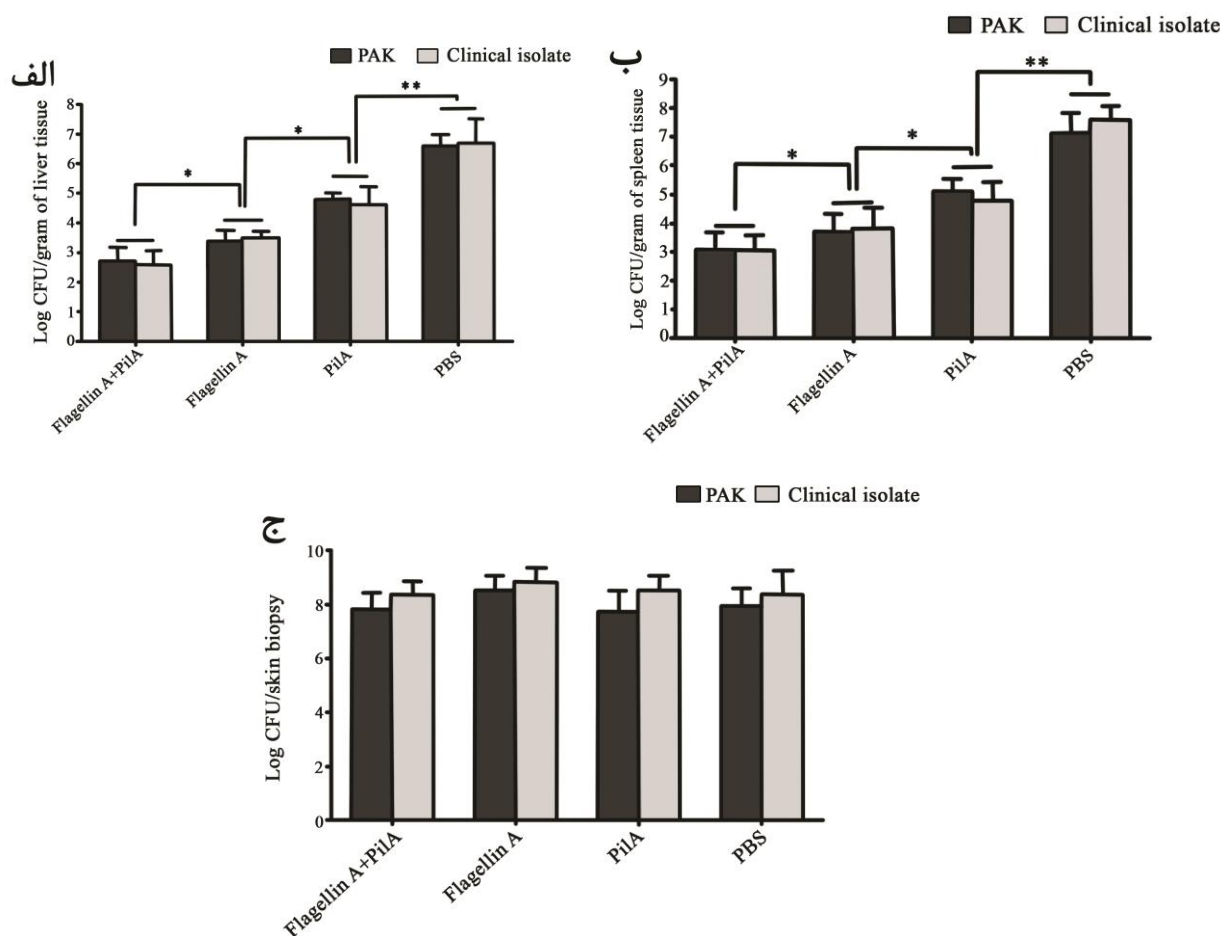 الف
PAK Clinical isolate
Log CFU/gram of liver tissue
8
7
6
5
4
3
2
1
0
*
*
**
Flagellin A+PilA
Flagellin A
PilA
PBS
ب
PAK Clinical isolate
Log CFU/gram of spleen tissue
9
8
7
6
5
4
3
2
1
0
*
*
**
Flagellin A+PilA
Flagellin A
PilA
PBS
ج
PAK Clinical isolate
Log CFU/skin biopsy
10
8
6
4
2
0
Flagellin A+PilA
Flagellin A
PilA
PBS